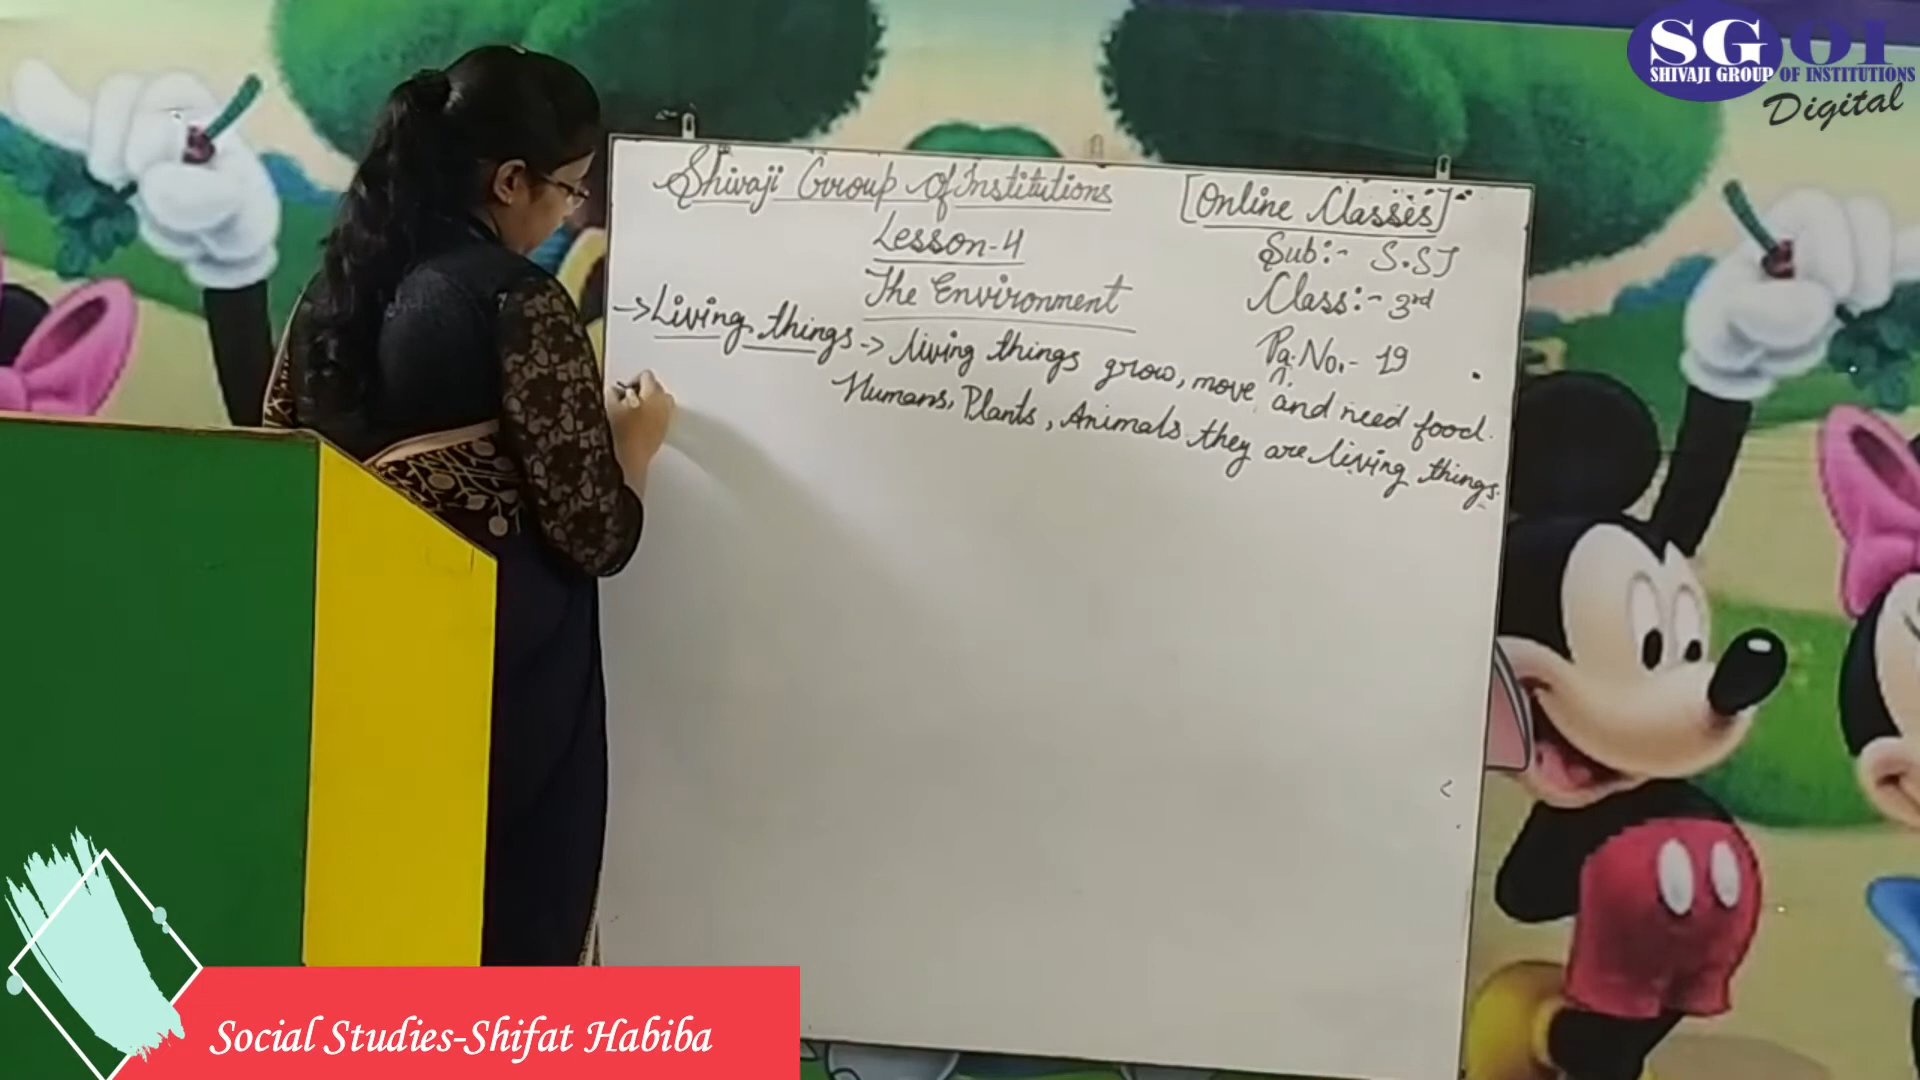 SGOI
SHIVAJI GROUP OF INSTITUTIONS
Digital
Shivaji Group of Institutions
[Online Classes]
Lesson-4
The Environment
Sub:- S.ST
Class:- 3rd
Pg.No.- 19
->Living things-> living things grow, move, and need food.
Humans, Plants, Animals they are living things.
Social Studies-Shifat Habiba